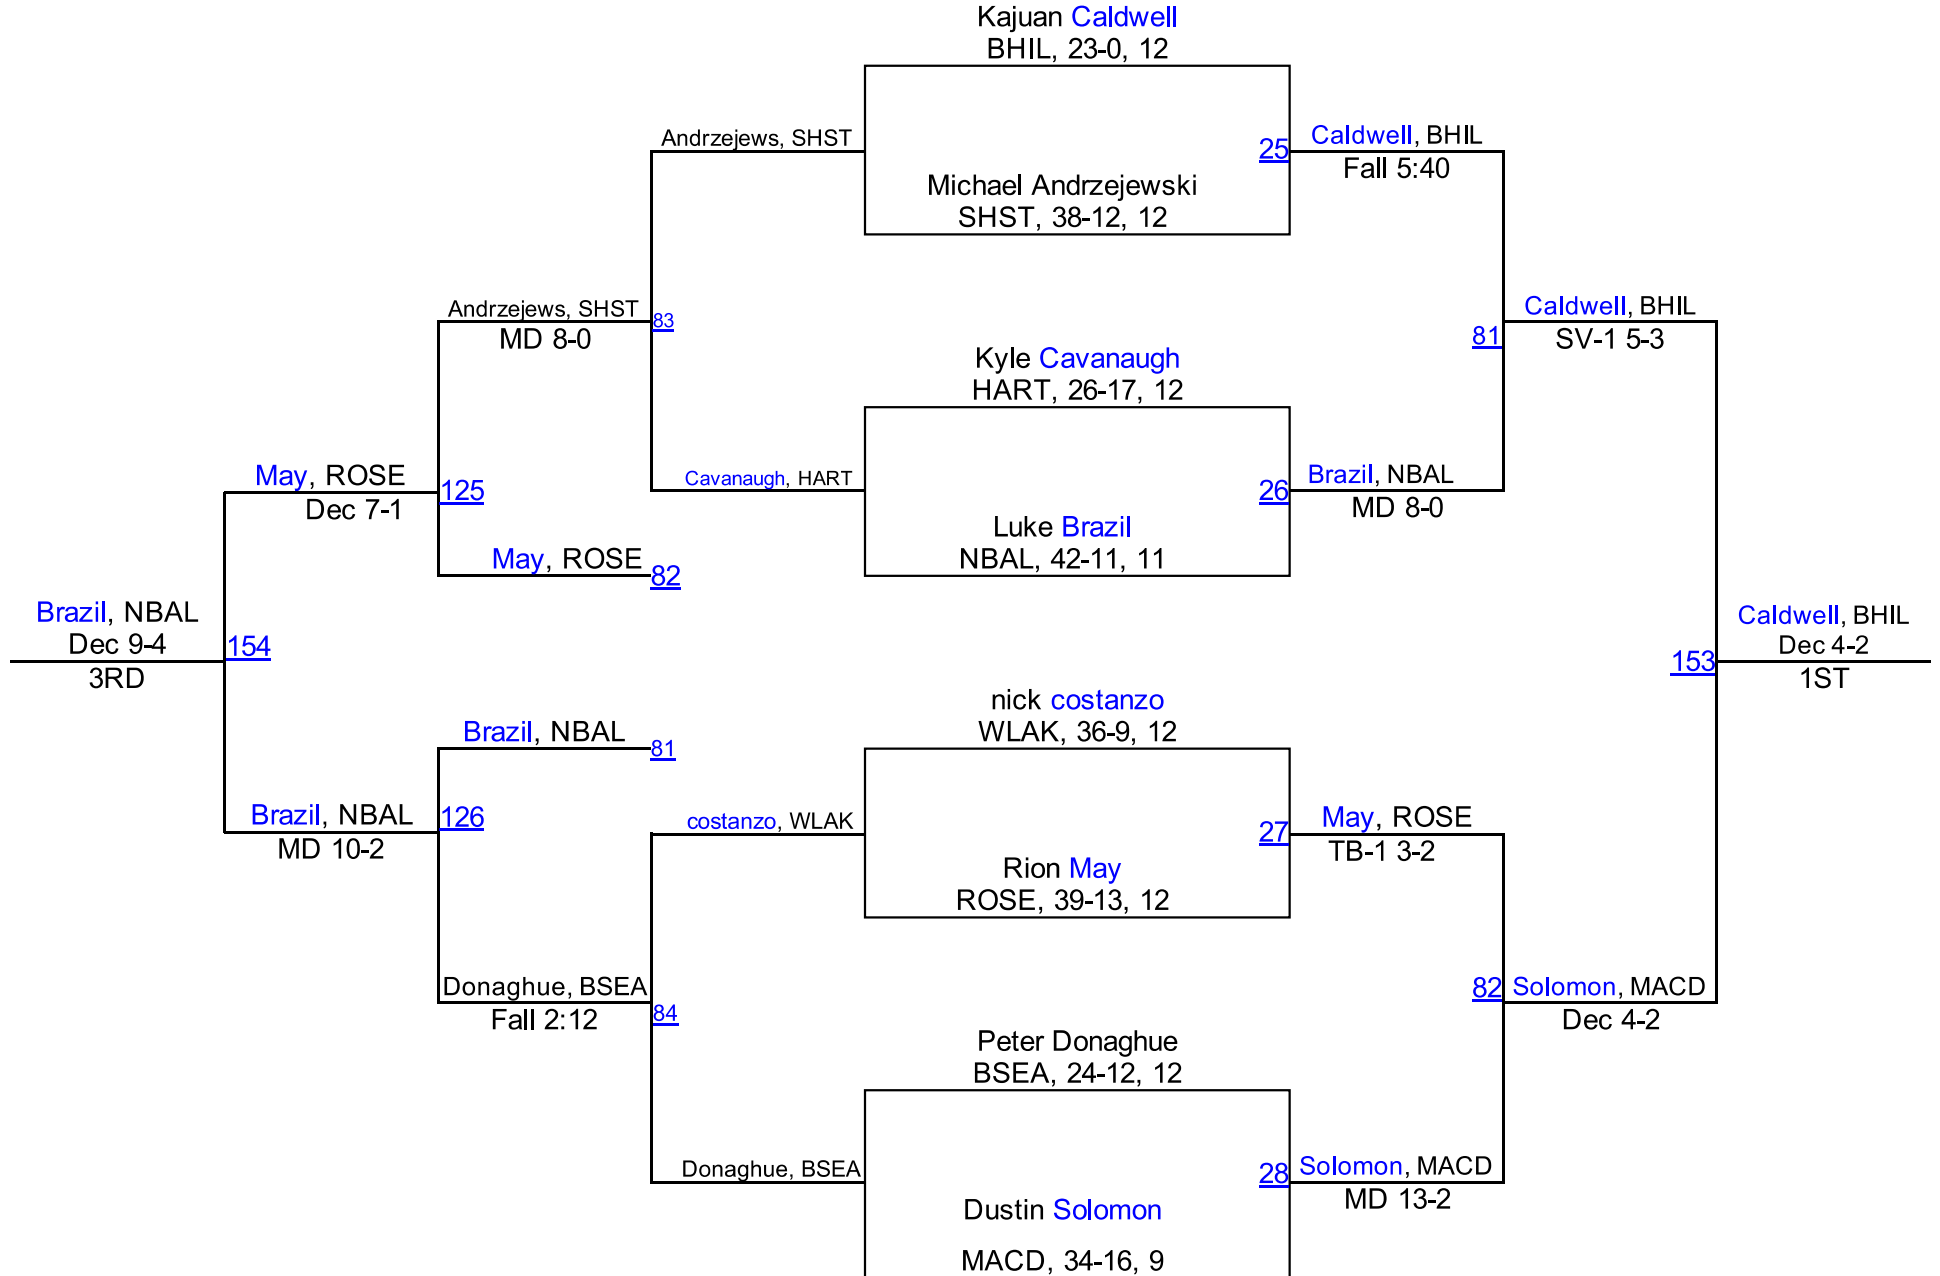 Kajuan Caldwell
BHIL, 23-0, 12
Andrzejews, SHST
25
Caldwell, BHIL
Fall 5:40
Michael Andrzejewski
SHST, 38-12, 12
Andrzejews, SHST
MD 8-0
83
Caldwell, BHIL
SV-1 5-3
81
Kyle Cavanaugh
HART, 26-17, 12
May, ROSE
Dec 7-1
125
Cavanaugh, HART
26
Brazil, NBAL
MD 8-0
Luke Brazil
NBAL, 42-11, 11
May, ROSE
82
Brazil, NBAL
Dec 9-4
3RD
154
Caldwell, BHIL
Dec 4-2
1ST
153
nick costanzo
WLAK, 36-9, 12
Brazil, NBAL
81
Brazil, NBAL
MD 10-2
126
costanzo, WLAK
27
May, ROSE
TB-1 3-2
Rion May
ROSE, 39-13, 12
Donaghue, BSEA
Fall 2:12
84
82
Solomon, MACD
Dec 4-2
Peter Donaghue
BSEA, 24-12, 12
Donaghue, BSEA
28
Solomon, MACD
MD 13-2
Dustin Solomon
MACD, 34-16, 9